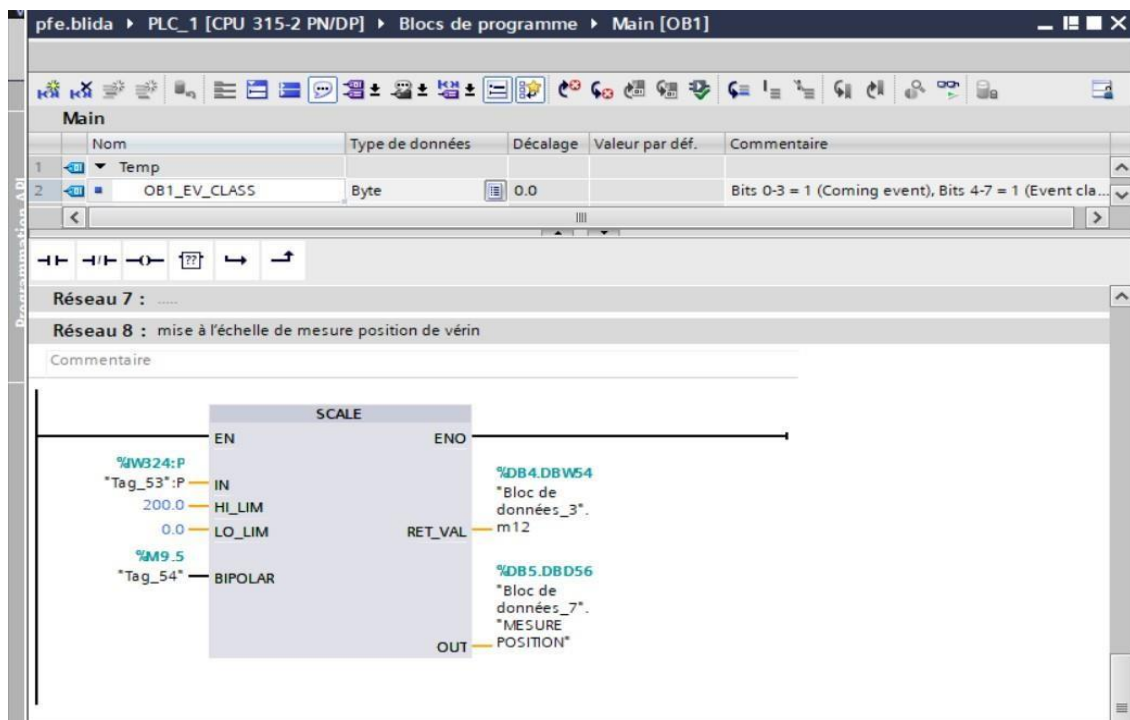 pfe.blida ▸ PLC_1 [CPU 315-2 PN/DP] ▸ Blocs de programme ▸ Main [OB1]
Main
Nom Type de données Décalage Valeur par déf. Commentaire
1 Temp
2 OB1_EV_CLASS Byte 0.0 Bits 0-3 = 1 (Coming event), Bits 4-7 = 1 (Event cla...
Programmation API
??
Réseau 7 : .....
Réseau 8 : mise à l'échelle de mesure position de vérin
Commentaire
SCALE
EN ENO
%IW324:P
"Tag_53":P IN
200.0 HI_LIM
0.0 LO_LIM
%M9.5
"Tag_54" BIPOLAR
%DB4.DBW54
"Bloc de
données_3".
RET_VAL m12
%DB5.DBD56
"Bloc de
données_7".
"MESURE
OUT POSITION"